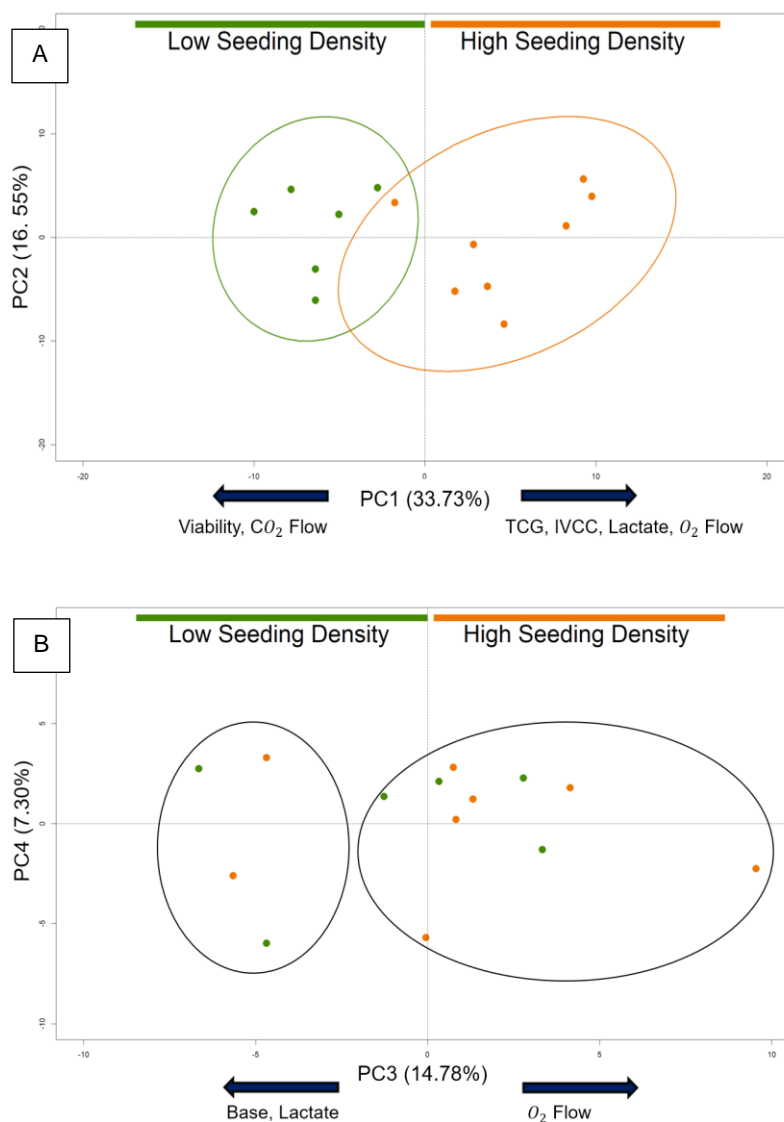 A
Low Seeding Density
High Seeding Density
PC2 (16. 55%)
10
0
-10
-20
-20
-10
0
10
20
PC1 (33.73%)
Viability, CO₂ Flow
TCG, IVCC, Lactate, O₂ Flow
B
Low Seeding Density
High Seeding Density
PC4 (7.30%)
5
0
-5
-10
-10
-5
0
5
10
PC3 (14.78%)
Base, Lactate
O₂ Flow